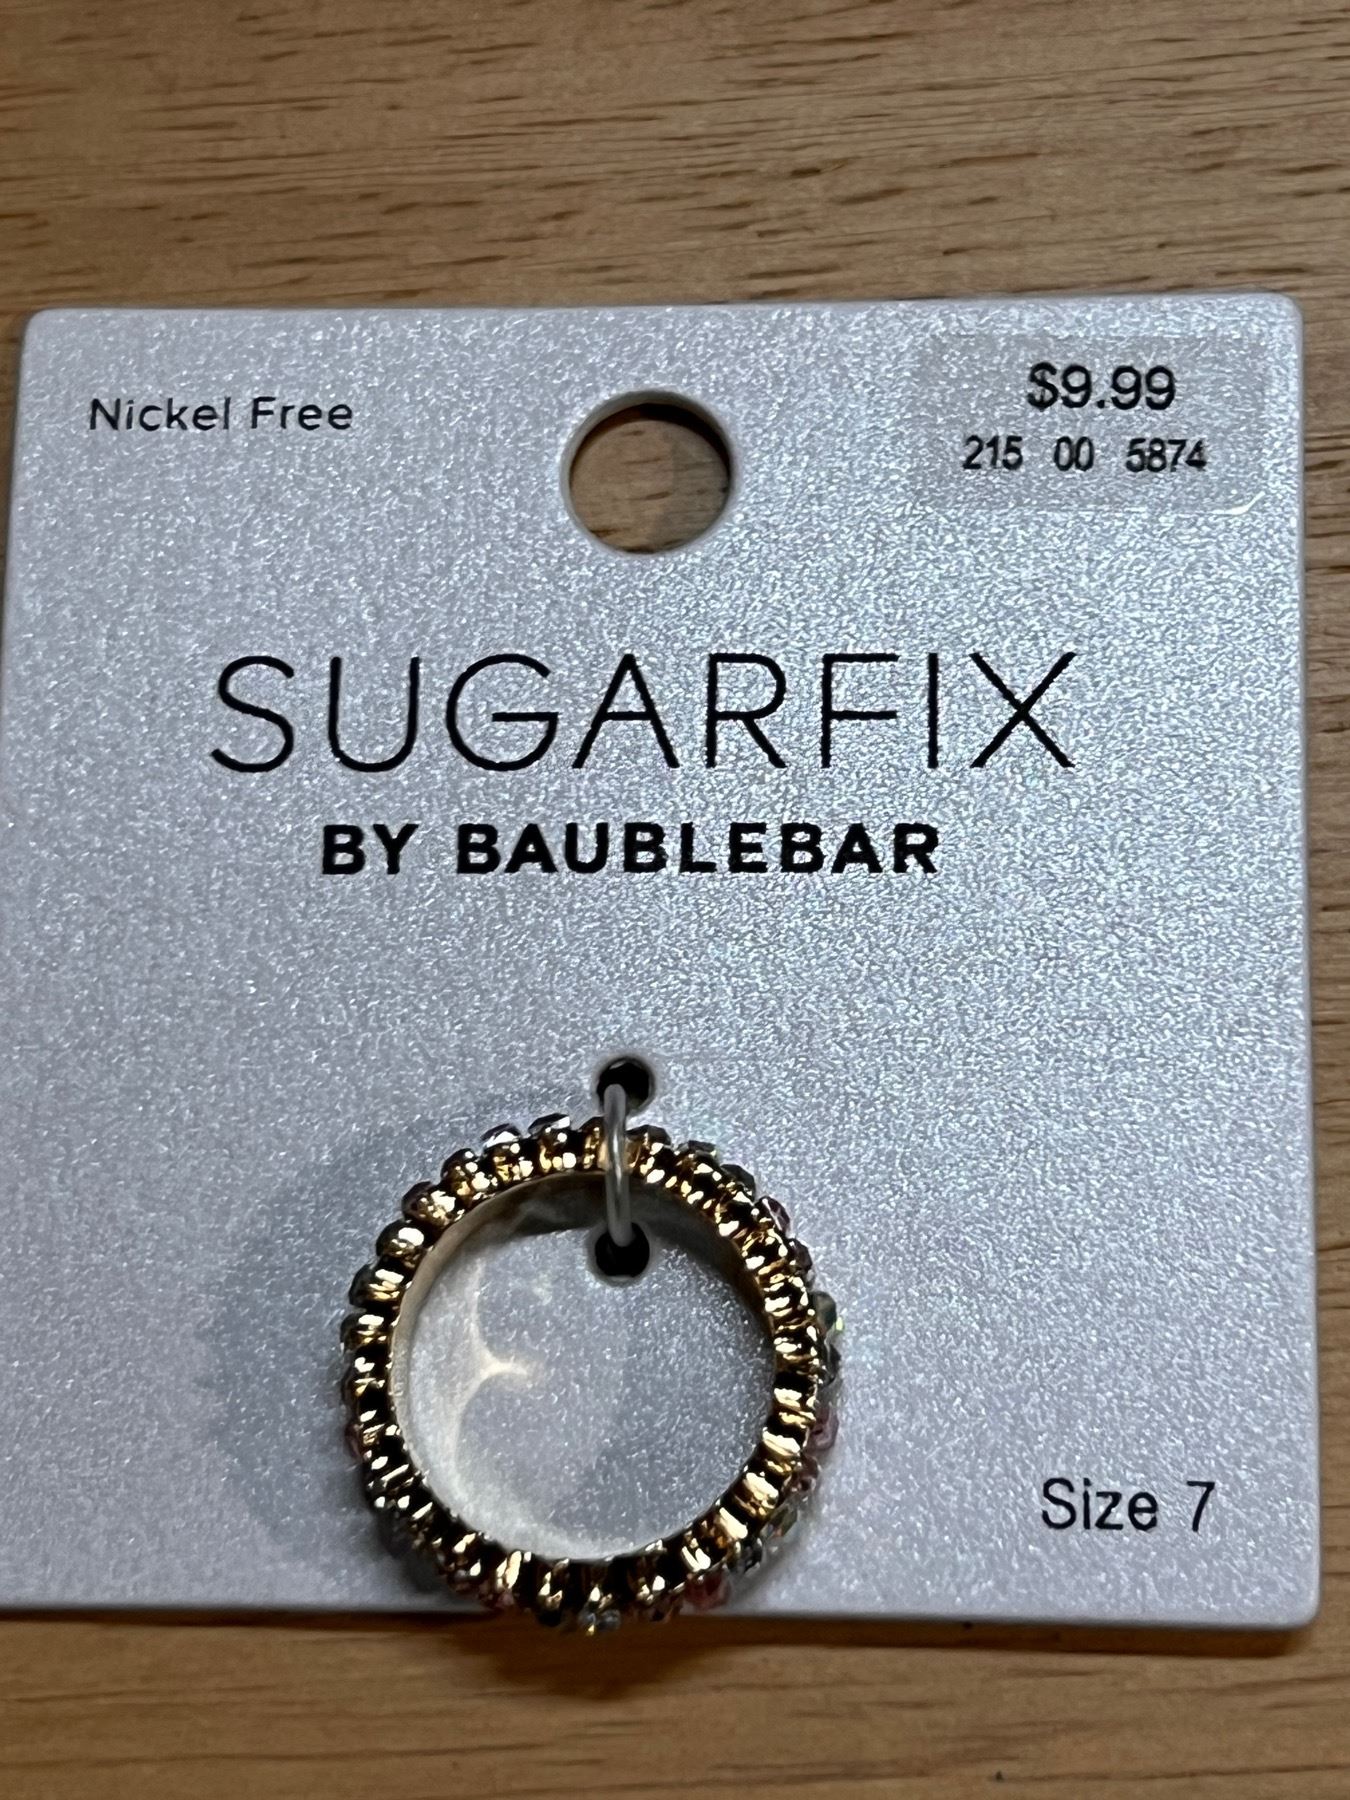 Nickel Free
$9.99
215 00 5874
SUGARFIX
BY BAUBLEBAR
Size 7